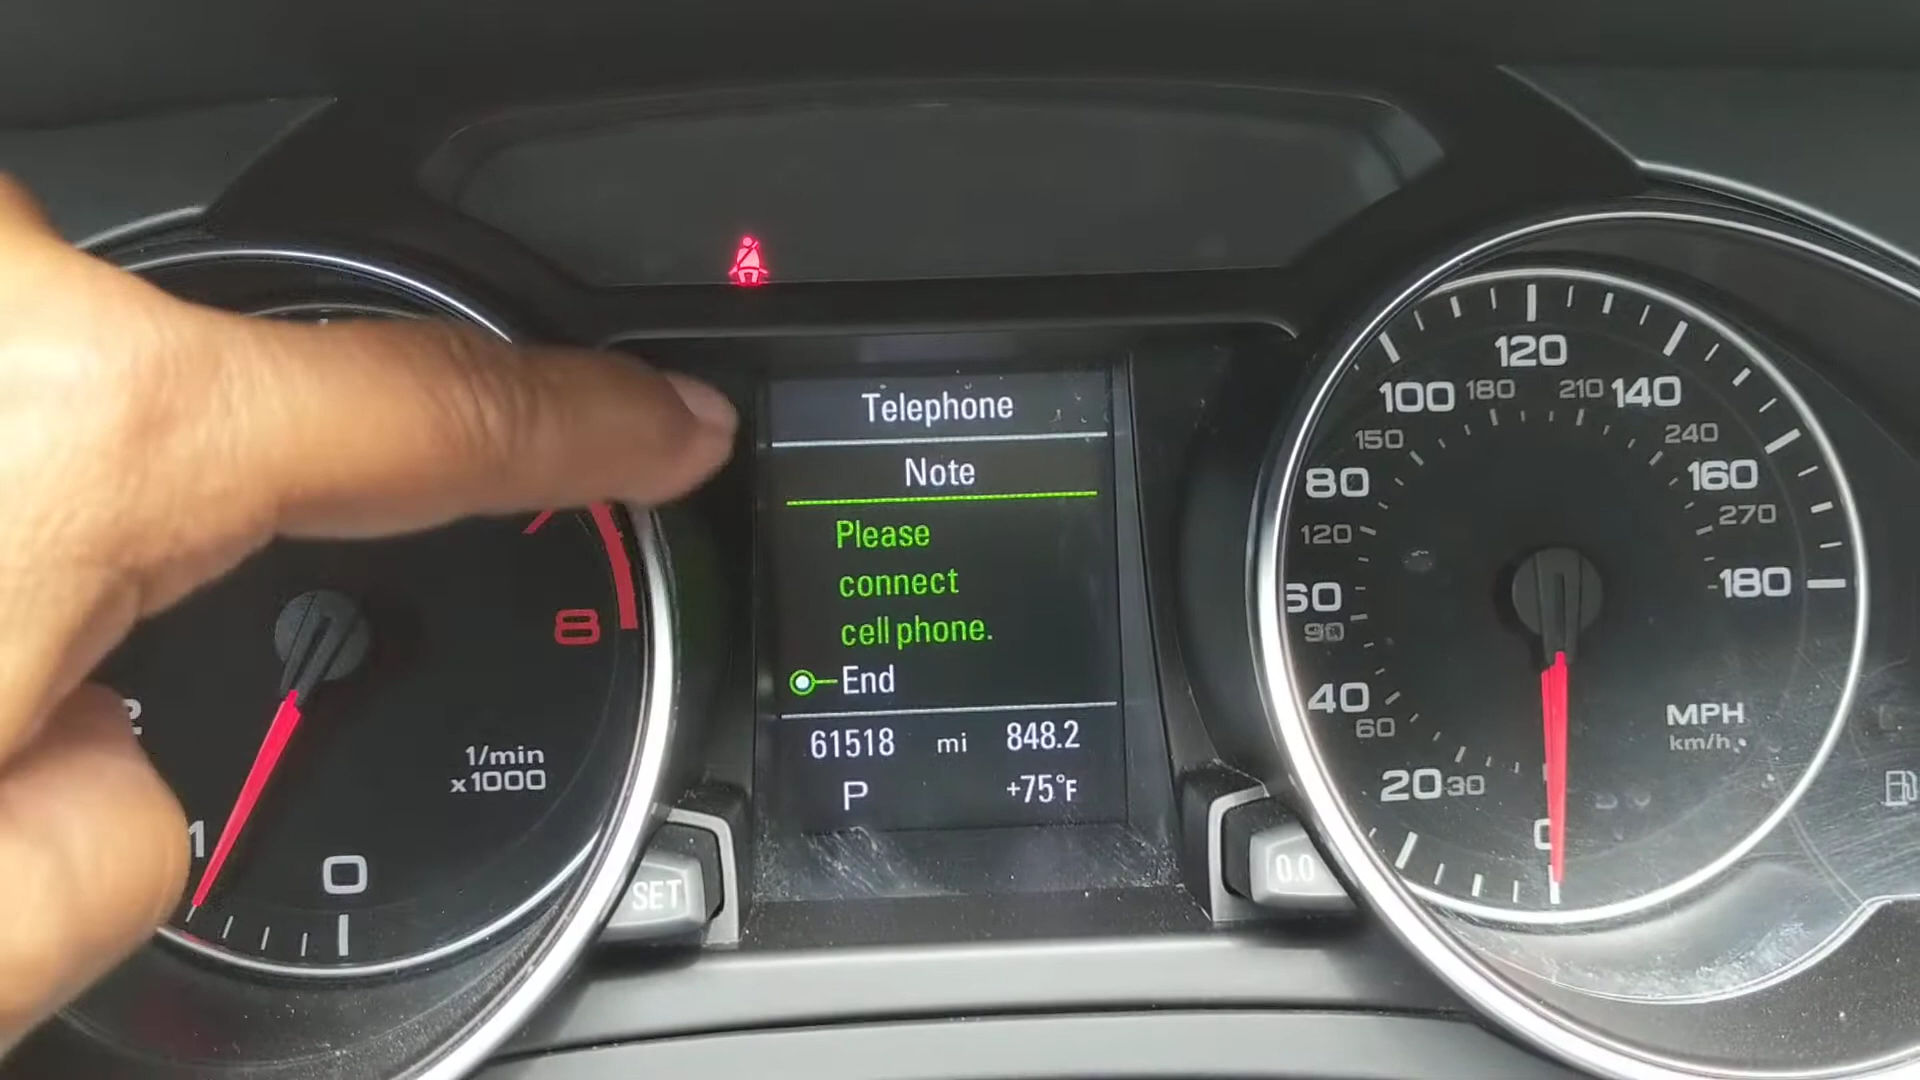 Telephone
Note
Please
connect
cell phone.
End
61518 mi 848.2
P +75°F
SET
0.0
8
2
1
0
1/min
x1000
120
100 180 210 140
150 240
80 160
120 270
60 180
90
40
60
20 30
0
MPH
km/h